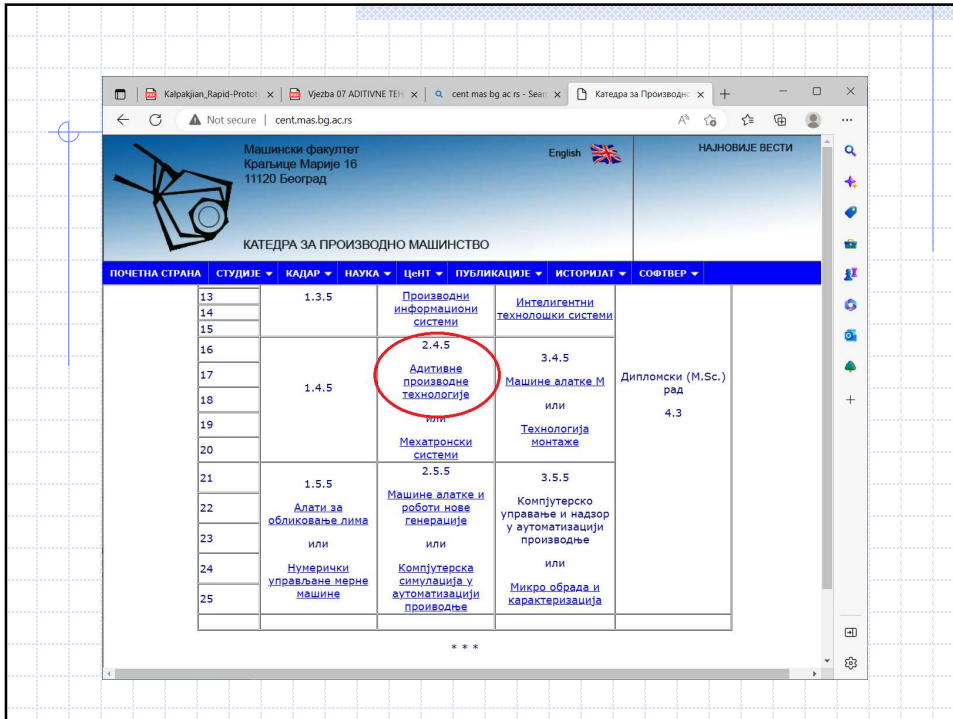 Kalpakjian_Rapid-Prototy
Vjezba 07 ADITIVNE TEH
cent mas bg ac rs - Sear
Катедра за Производнo
Not secure | cent.mas.bg.ac.rs
Машински факултет
Краљице Марије 16
11120 Београд
English
НАЈНОВИЈЕ ВЕСТИ
КАТЕДРА ЗА ПРОИЗВОДНО МАШИНСТВО
ПОЧЕТНА СТРАНА СТУДИЈЕ КАДАР НАУКА ЦеНТ ПУБЛИКАЦИЈЕ ИСТОРИЈАТ СОФТВЕР
13
14
15
1.3.5
Производни
информациони
системи
Интелигентни
технолошки системи
16
17
18
19
20
1.4.5
2.4.5
Адитивне
производне
технологије
или
Мехатронски
системи
3.4.5
Машине алатке М
или
Технологија
монтаже
Дипломски (M.Sc.)
рад
4.3
21
22
23
24
25
1.5.5
Алати за
обликовање лима
или
Нумерички
управљане мерне
машине
2.5.5
Машине алатке и
роботи нове
генерације
или
Компјутерска
симулација у
аутоматизацији
проиводње
3.5.5
Компјутерско
управање и надзор
у аутоматизацији
производње
или
Микро обрада и
карактеризација
* * *